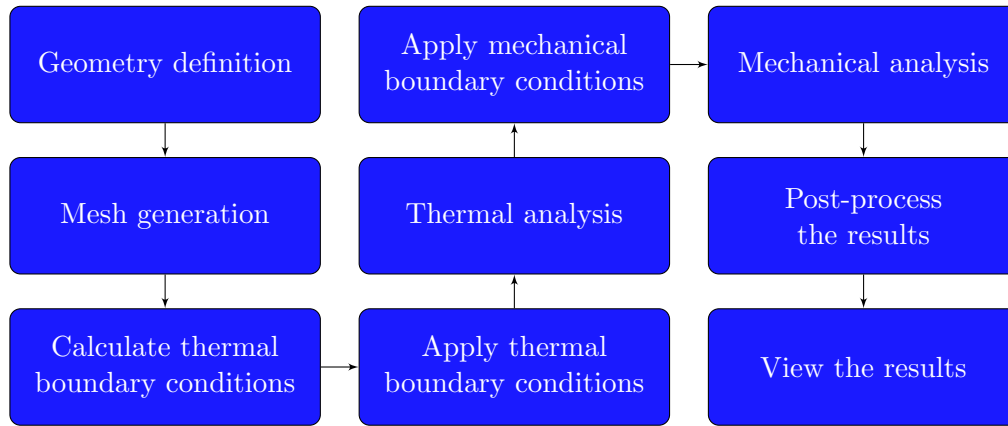 Geometry definition
Mesh generation
Calculate thermal
boundary conditions
Apply thermal
boundary conditions
Thermal analysis
Apply mechanical
boundary conditions
Mechanical analysis
Post-process
the results
View the results